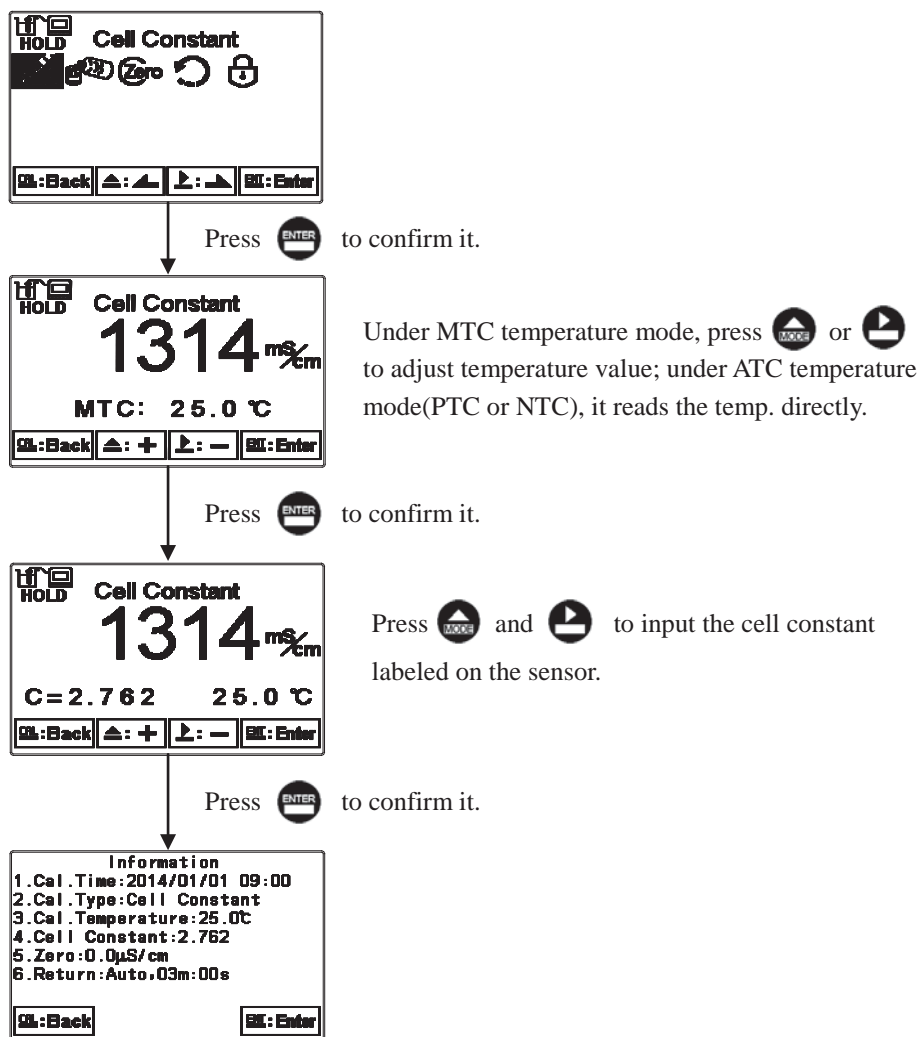 HOLD Cell Constant
Zero
CAL:Back : : ENT:Enter
Press ENTER to confirm it.
HOLD Cell Constant
1314 mS/cm
MTC: 25.0 ℃
CAL:Back : + : − ENT:Enter
Under MTC temperature mode, press MODE or
to adjust temperature value; under ATC temperature
mode(PTC or NTC), it reads the temp. directly.
Press ENTER to confirm it.
HOLD Cell Constant
1314 mS/cm
C=2.762 25.0 ℃
CAL:Back : + : − ENT:Enter
Press MODE and to input the cell constant
labeled on the sensor.
Press ENTER to confirm it.
Information
1.Cal.Time:2014/01/01 09:00
2.Cal.Type:Cell Constant
3.Cal.Temperature:25.0℃
4.Cell Constant:2.762
5.Zero:0.0μS/cm
6.Return:Auto,03m:00s
CAL:Back ENT:Enter